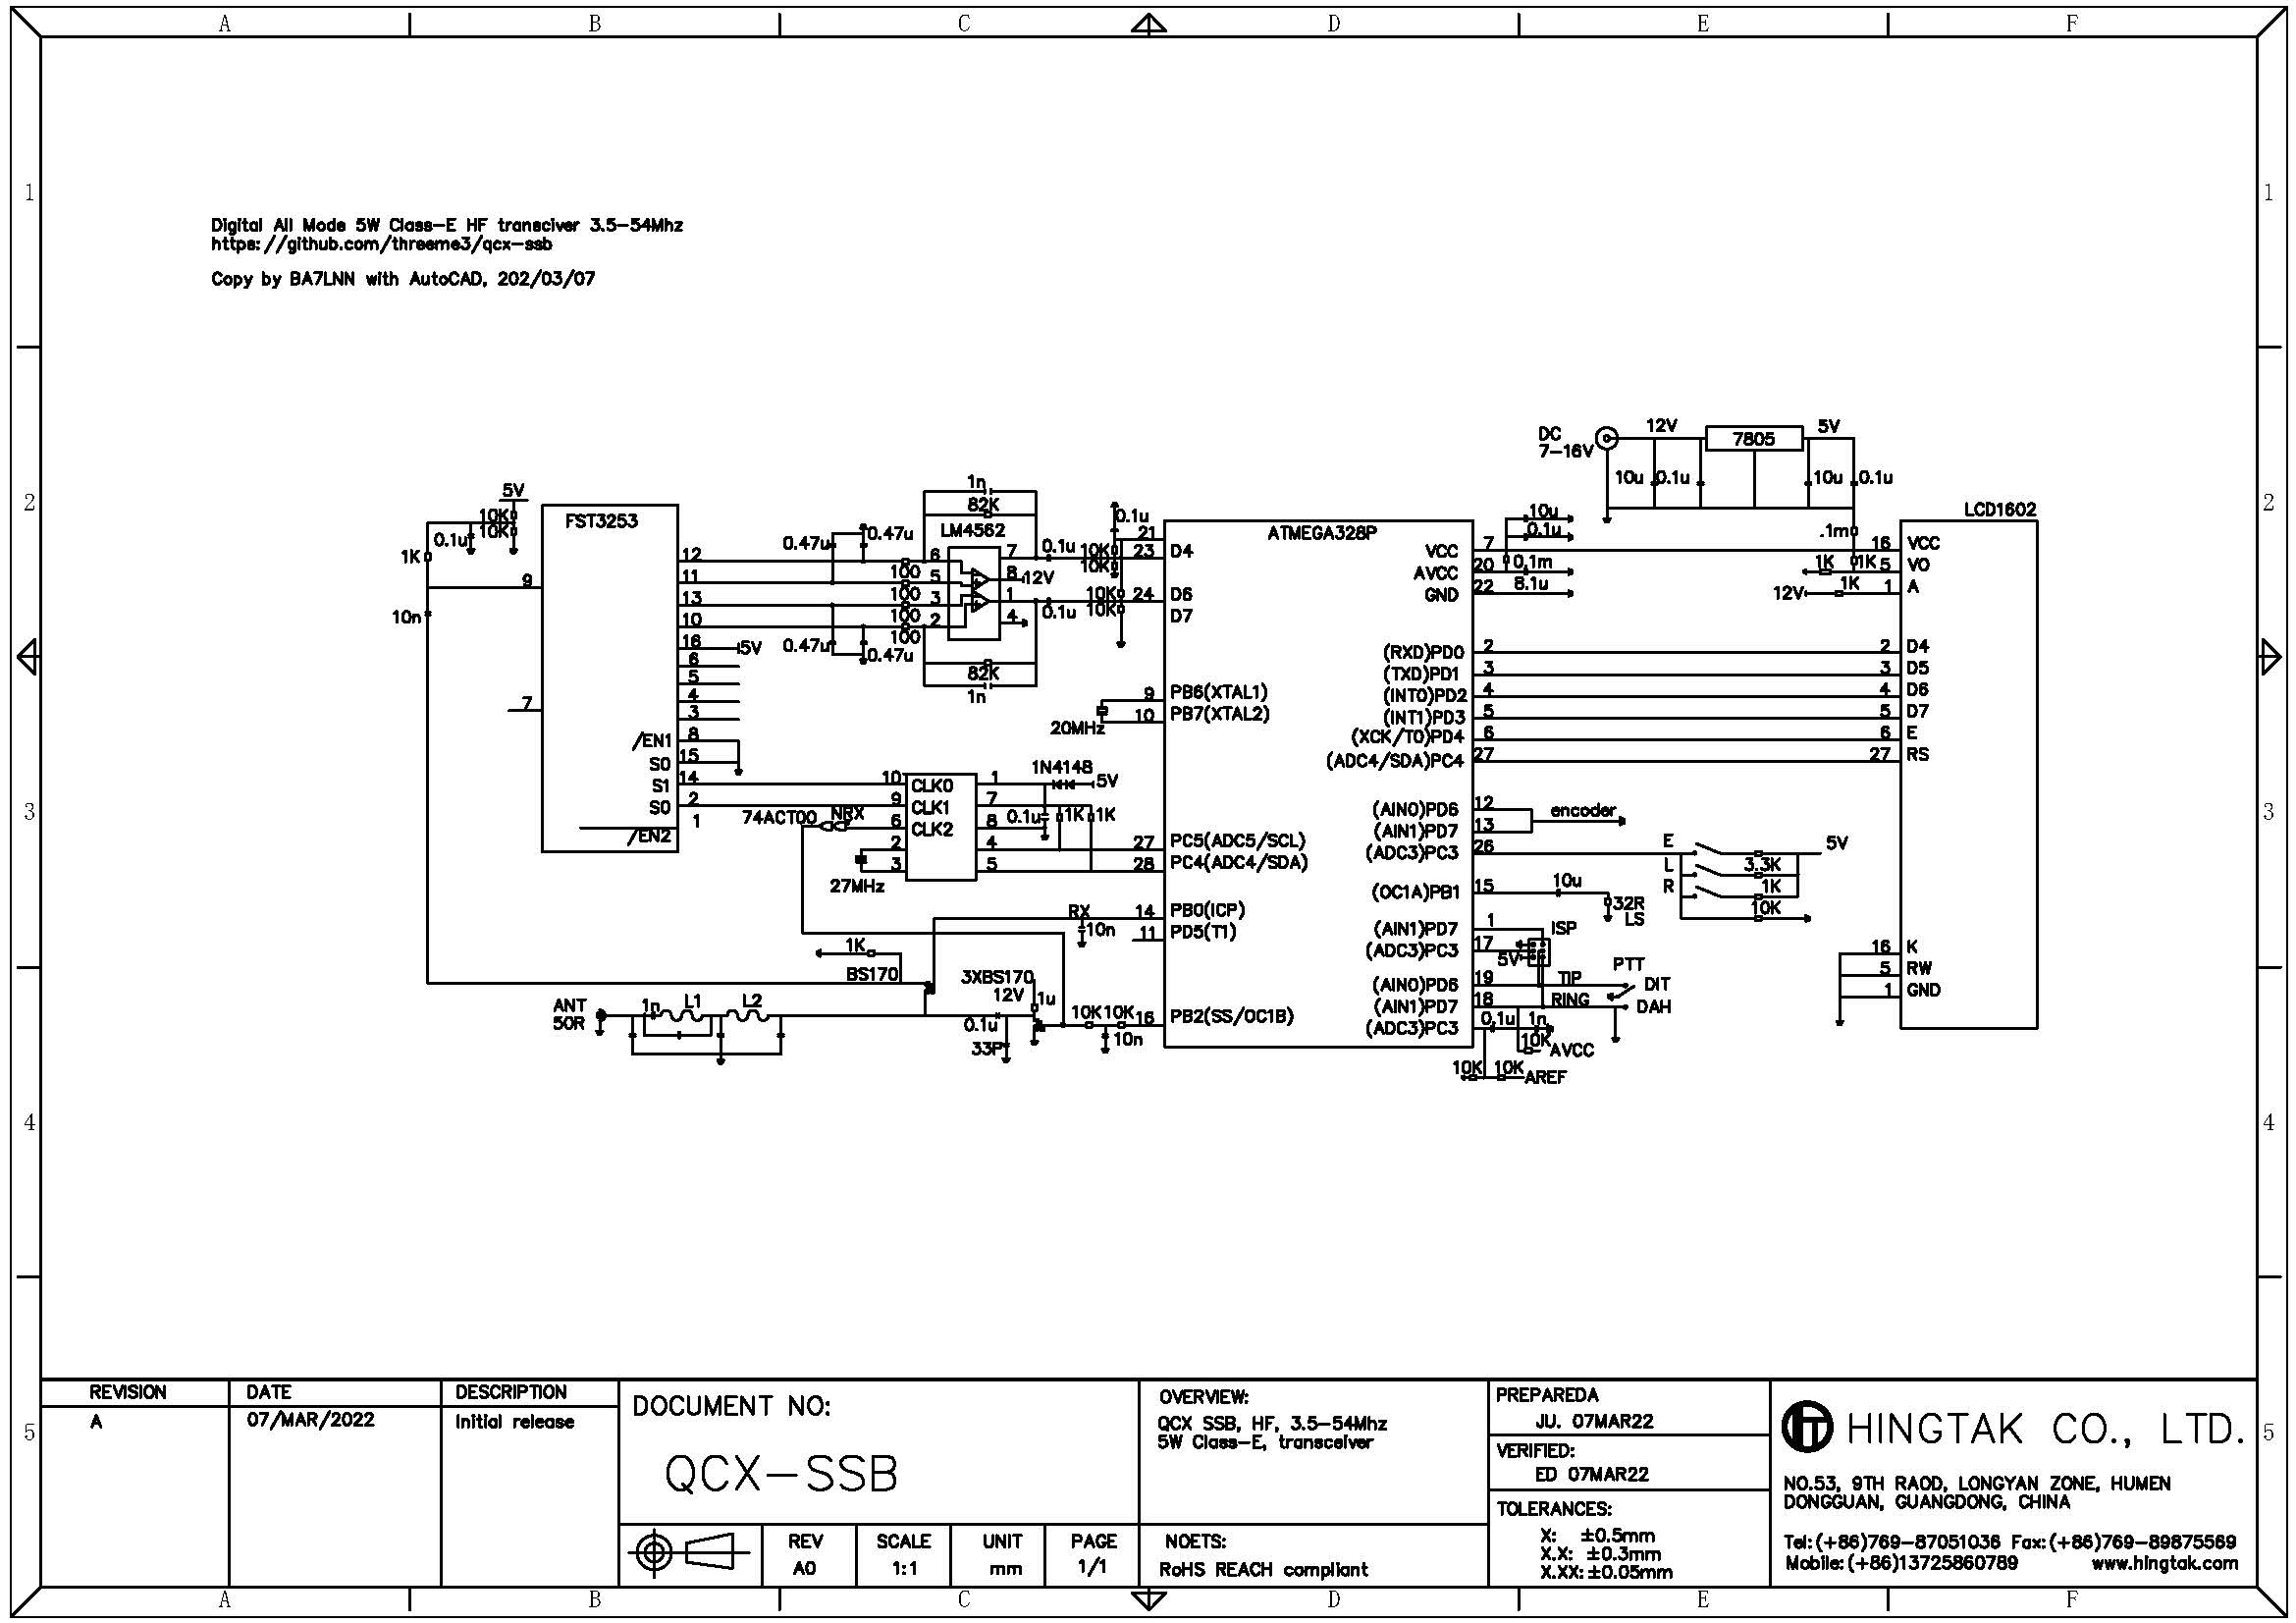 A B C D E F
1 1
Digital All Mode 5W Class-E HF transciver 3.5-54Mhz
https://github.com/threeme3/qcx-ssb
Copy by BA7LNN with AutoCAD, 202/03/07
2 2
DC
7-16V
12V
7805
5V
10u
0.1u
10u
0.1u
5V
10K
10K
0.1u
1K
10n
9
7
FST3253
12
11
13
10
16
5V
6
5
4
3
/EN1 8
S0 15
S1 14
S0 2
1
/EN2
0.47u
0.47u
0.47u
0.47u
100
100
100
100
1n
82K
LM4562
6
5
3
2
7
8
12V
1
4
82K
1n
0.1u
0.1u
0.1u
10K
10K
10K
10K
21
23 D4
24 D6
D7
9 PB6(XTAL1)
10 PB7(XTAL2)
20MHz
ATMEGA328P
VCC 7
AVCC 20
GND 22
10u
0.1u
0.1m
8.1u
(RXD)PD0 2
(TXD)PD1 3
(INT0)PD2 4
(INT1)PD3 5
(XCK/T0)PD4 6
(ADC4/SDA)PC4 27
LCD1602
.1m
1K
1K
12V
1K
16 VCC
5 VO
1 A
2 D4
3 D5
4 D6
5 D7
6 E
27 RS
3 3
74ACT00
NRX
10 CLK0
9 CLK1
6 CLK2
2
3
27MHz
1
7
8
4
5
1N4148
5V
0.1u
1K
1K
27 PC5(ADC5/SCL)
28 PC4(ADC4/SDA)
RX
10n
14 PB0(ICP)
11 PD5(T1)
(AIN0)PD6 12
(AIN1)PD7 13
(ADC3)PC3 26
encoder
E
L
R
5V
3.3K
1K
10K
(OC1A)PB1 15
10u
32R
LS
(AIN1)PD7 1
(ADC3)PC3 17
ISP
5V
(AIN0)PD6 19
(AIN1)PD7 18
(ADC3)PC3
TIP
RING
PTT
DIT
DAH
0.1u
1n
10K
AVCC
10K
10K
AREF
16 K
5 RW
1 GND
1K
BS170
3XBS170
12V
1u
ANT
50R
1n
L1
L2
0.1u
33P
10K
10K
16 PB2(SS/OC1B)
10n
4 4
5 5
REVISION DATE DESCRIPTION
A 07/MAR/2022 Initial release
DOCUMENT NO:
QCX-SSB
REV SCALE UNIT PAGE
A0 1:1 mm 1/1
OVERVIEW:
QCX SSB, HF, 3.5-54Mhz
5W Class-E, transceiver
NOETS:
RoHS REACH compliant
PREPAREDA
JU. 07MAR22
VERIFIED:
ED 07MAR22
TOLERANCES:
X: ±0.5mm
X.X: ±0.3mm
X.XX: ±0.05mm
HINGTAK CO., LTD.
NO.53, 9TH RAOD, LONGYAN ZONE, HUMEN
DONGGUAN, GUANGDONG, CHINA
Tel:(+86)769-87051036 Fax:(+86)769-89875569
Mobile:(+86)13725860789 www.hingtak.com
A B C D E F